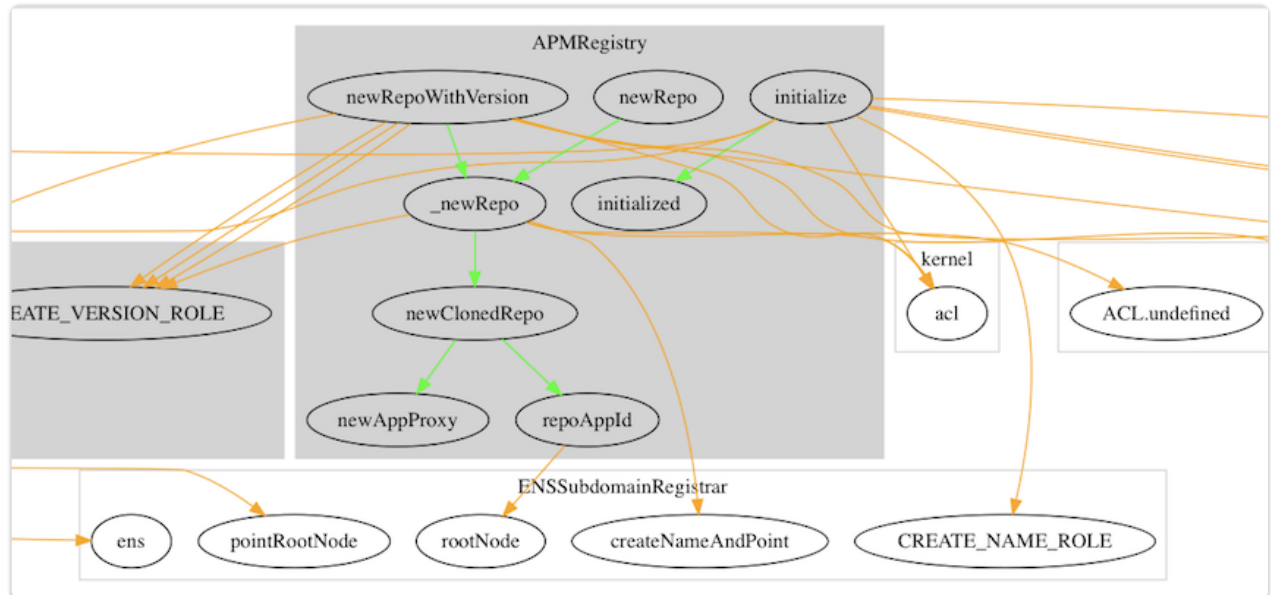 APMRegistry
newRepoWithVersion
newRepo
initialize
_newRepo
initialized
kernel
EATE_VERSION_ROLE
newClonedRepo
acl
ACL.undefined
newAppProxy
repoAppId
ENSSubdomainRegistrar
ens
pointRootNode
rootNode
createNameAndPoint
CREATE_NAME_ROLE